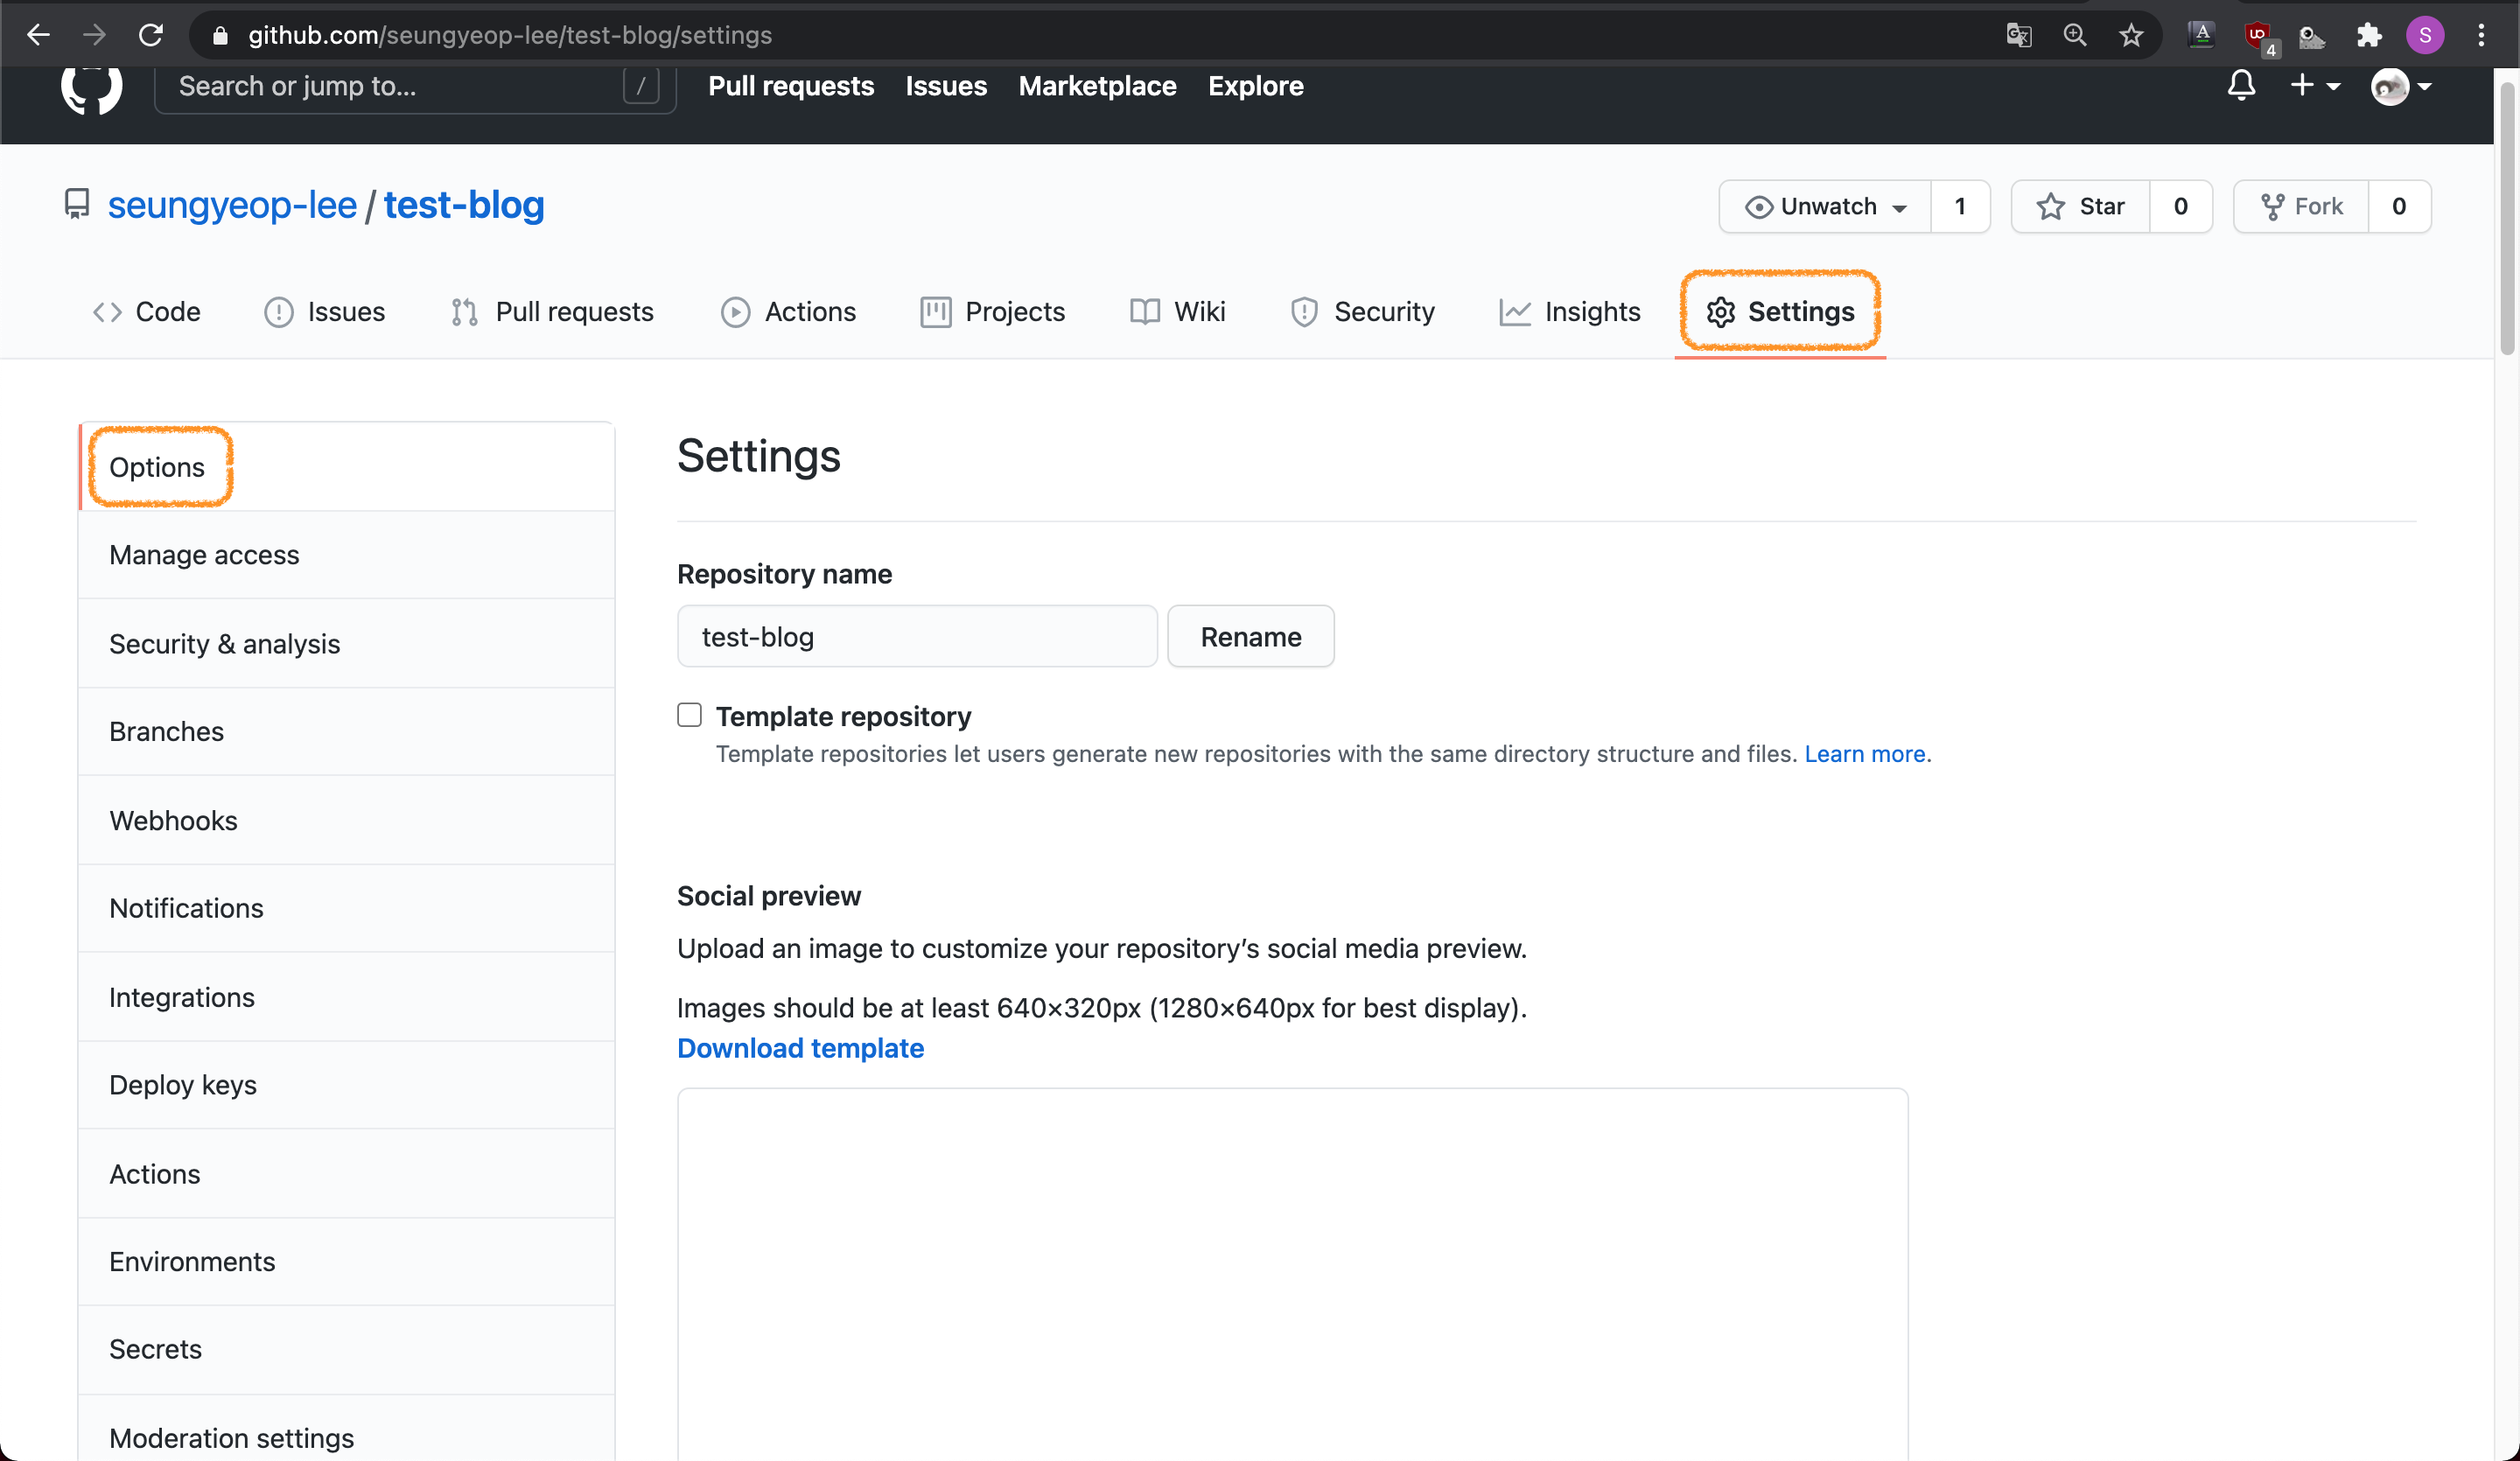 github.com/seungyeop-lee/test-blog/settings
A
UO
4
S
Search or jump to...
/
Pull requests Issues Marketplace Explore
seungyeop-lee / test-blog
Unwatch 1 Star 0 Fork 0
Code Issues Pull requests Actions Projects Wiki Security Insights Settings
Options
Manage access
Security & analysis
Branches
Webhooks
Notifications
Integrations
Deploy keys
Actions
Environments
Secrets
Moderation settings
Settings
Repository name
test-blog Rename
Template repository
Template repositories let users generate new repositories with the same directory structure and files. Learn more.
Social preview
Upload an image to customize your repository’s social media preview.
Images should be at least 640×320px (1280×640px for best display).
Download template